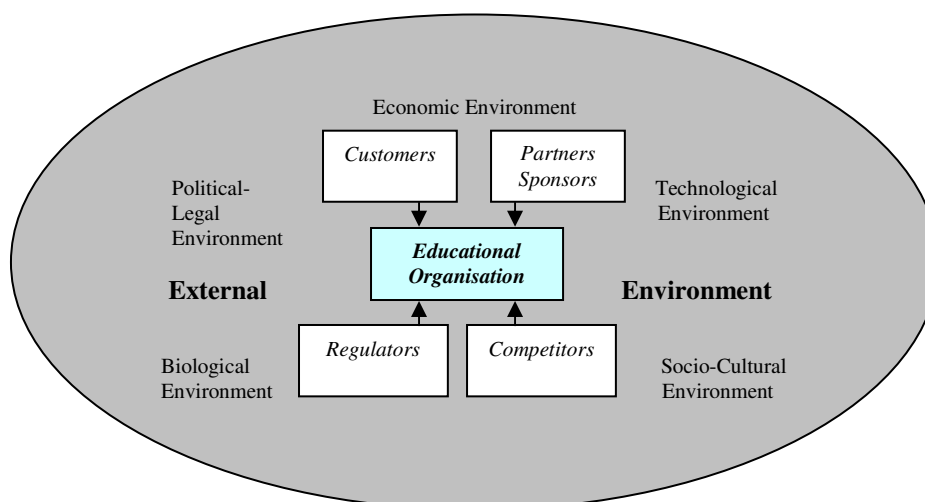 Economic Environment
Customers
Partners
Sponsors
Political-
Legal
Environment
Technological
Environment
Educational
Organisation
External
Environment
Regulators
Competitors
Biological
Environment
Socio-Cultural
Environment